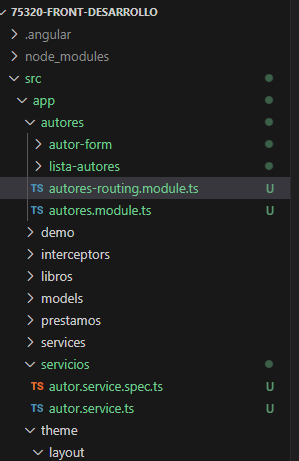 75320-FRONT-DESARROLLO
.angular
node_modules
src
app
autores
autor-form
lista-autores
TS autores-routing.module.ts U
TS autores.module.ts U
demo
interceptors
libros
models
prestamos
services
servicios
TS autor.service.spec.ts U
TS autor.service.ts U
theme
layout